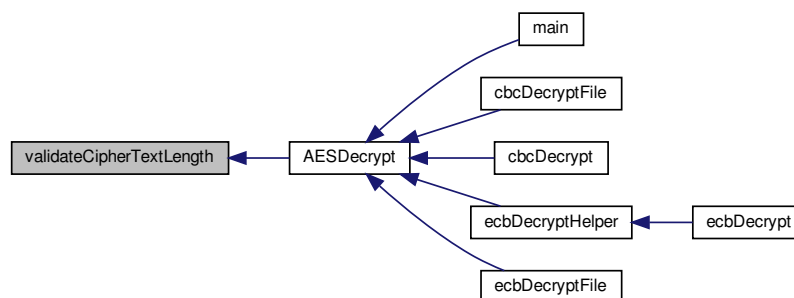 main
cbcDecryptFile
validateCipherTextLength
AESDecrypt
cbcDecrypt
ecbDecryptHelper
ecbDecrypt
ecbDecryptFile